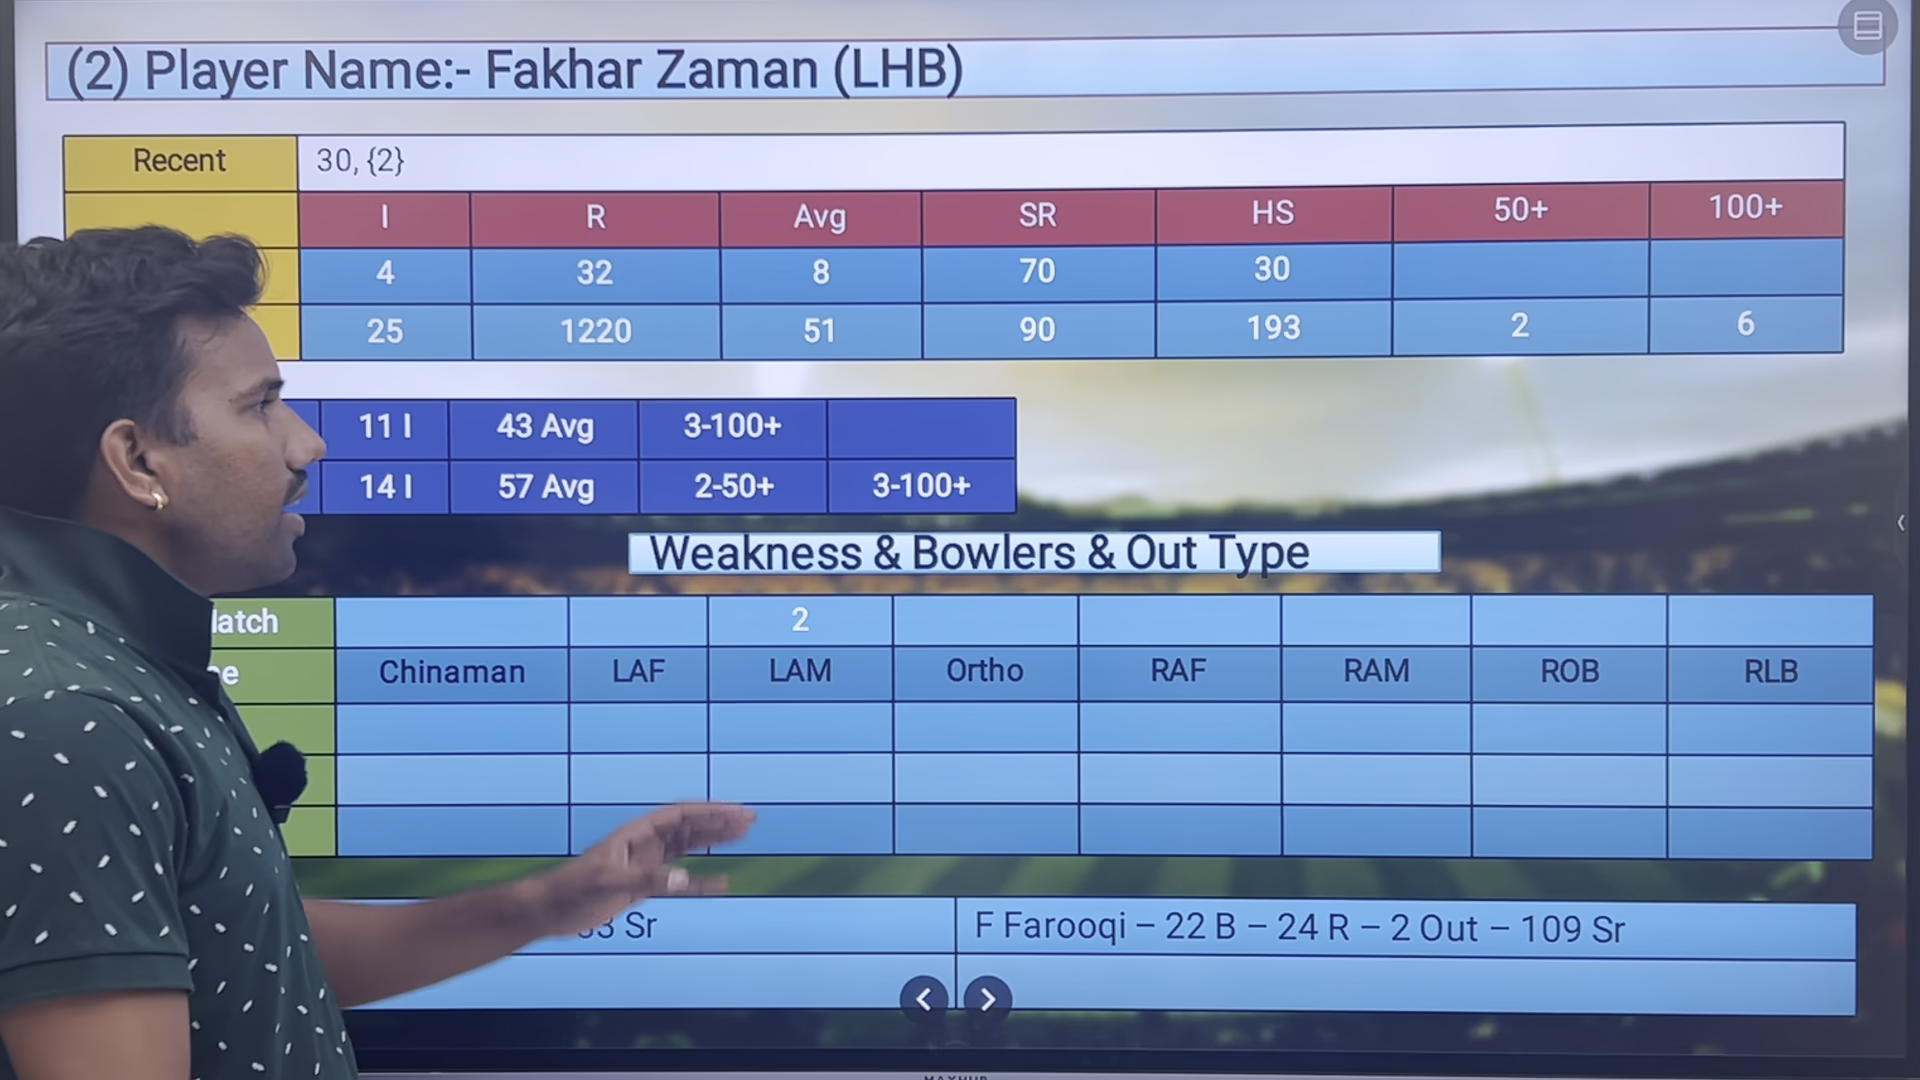 (2) Player Name:- Fakhar Zaman (LHB)
Recent 30, {2}
I R Avg SR HS 50+ 100+
4 32 8 70 30
25 1220 51 90 193 2 6
11 I 43 Avg 3-100+
14 I 57 Avg 2-50+ 3-100+
Weakness & Bowlers & Out Type
latch 2
pe Chinaman LAF LAM Ortho RAF RAM ROB RLB
33 Sr F Farooqi – 22 B – 24 R – 2 Out – 109 Sr